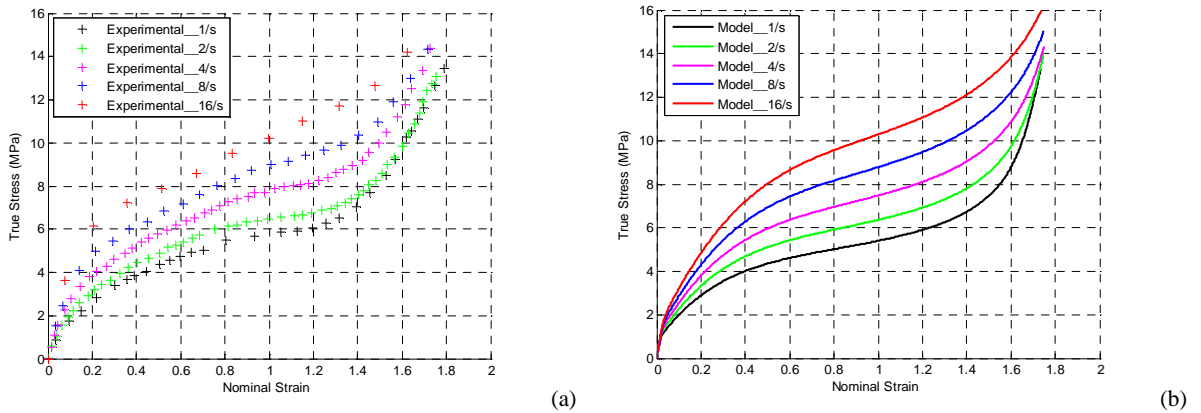 16
14
12
10
8
6
4
2
0
True Stress (MPa)
Experimental__1/s
Experimental__2/s
Experimental__4/s
Experimental__8/s
Experimental__16/s
0 0.2 0.4 0.6 0.8 1 1.2 1.4 1.6 1.8 2
Nominal Strain
(a)
16
14
12
10
8
6
4
2
0
True Stress (MPa)
Model__1/s
Model__2/s
Model__4/s
Model__8/s
Model__16/s
0 0.2 0.4 0.6 0.8 1 1.2 1.4 1.6 1.8 2
Nominal Strain
(b)